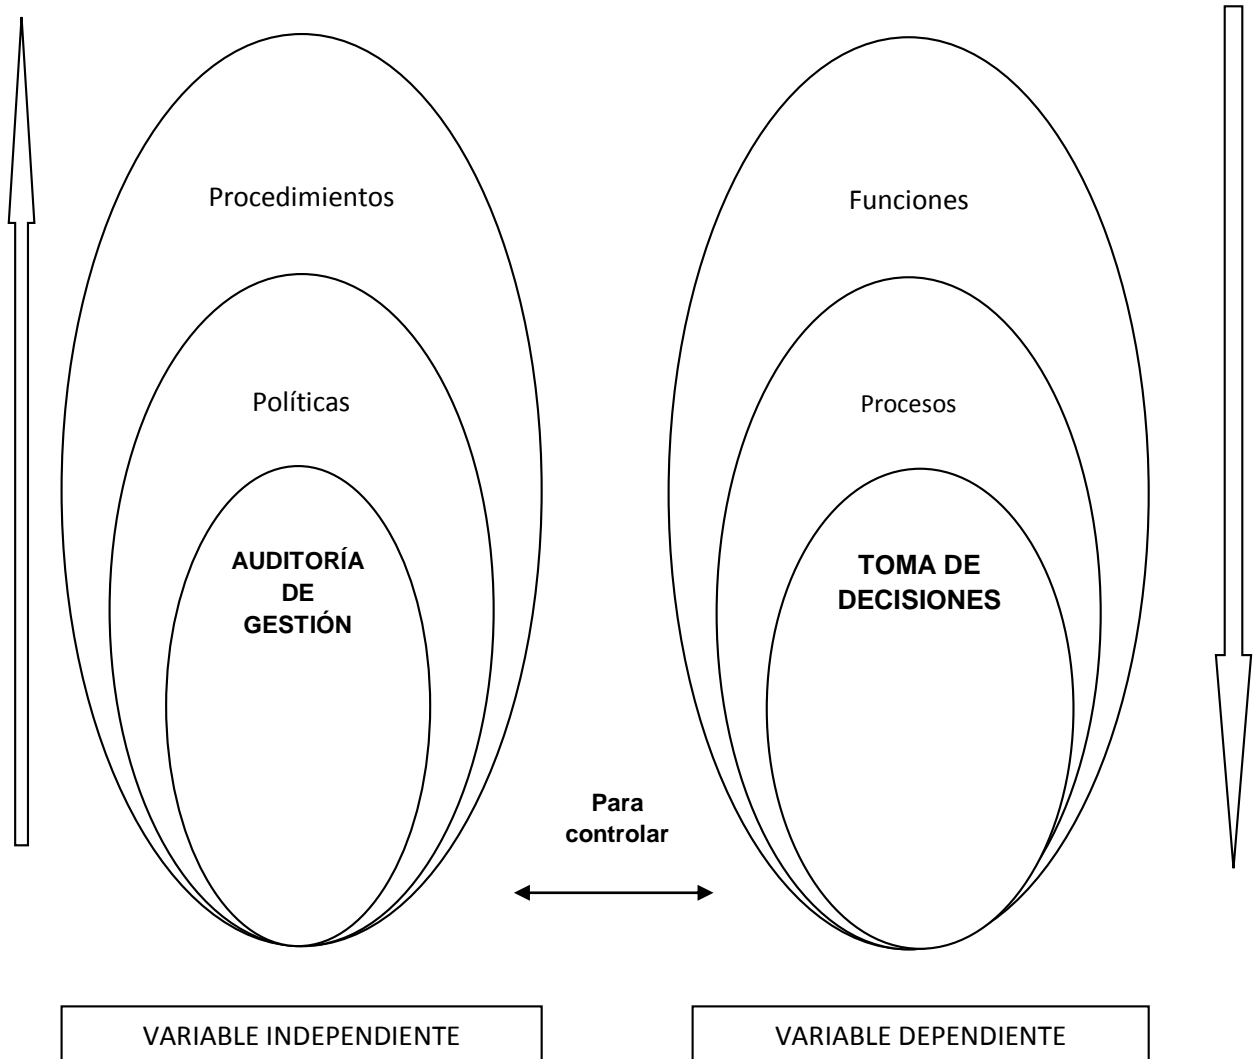 Procedimientos
Funciones
Políticas
Procesos
AUDITORÍA
DE
GESTIÓN
TOMA DE
DECISIONES
Para
controlar
VARIABLE INDEPENDIENTE
VARIABLE DEPENDIENTE